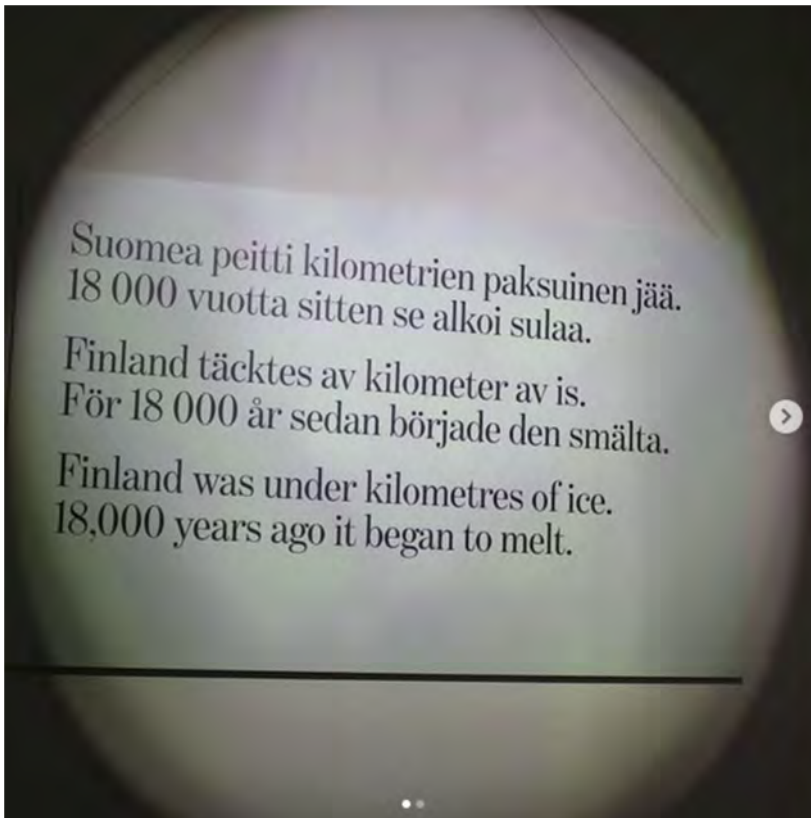 Suomea peitti kilometrien paksuinen jää.
18 000 vuotta sitten se alkoi sulaa.
Finland täcktes av kilometer av is.
För 18 000 år sedan började den smälta.
Finland was under kilometres of ice.
18,000 years ago it began to melt.